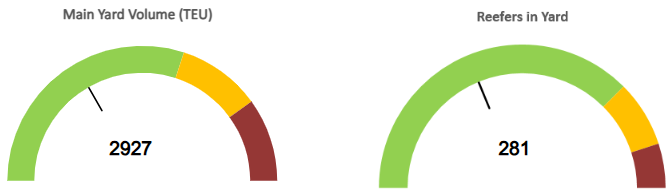 Main Yard Volume (TEU)
Reefers in Yard
2927
281